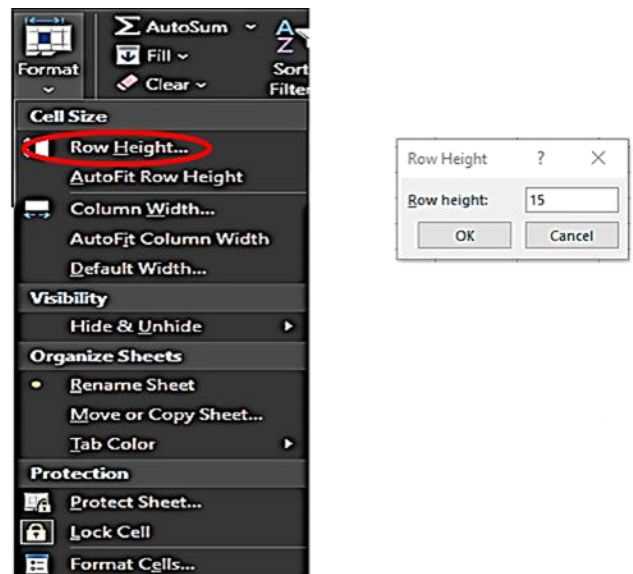 AutoSum
Fill
Clear
Format
Sort
Filter
Cell Size
Row Height...
AutoFit Row Height
Column Width...
AutoFit Column Width
Default Width...
Visibility
Hide & Unhide
Organize Sheets
Rename Sheet
Move or Copy Sheet...
Tab Color
Protection
Protect Sheet...
Lock Cell
Format Cells...
Row Height ?
Row height: 15
OK Cancel